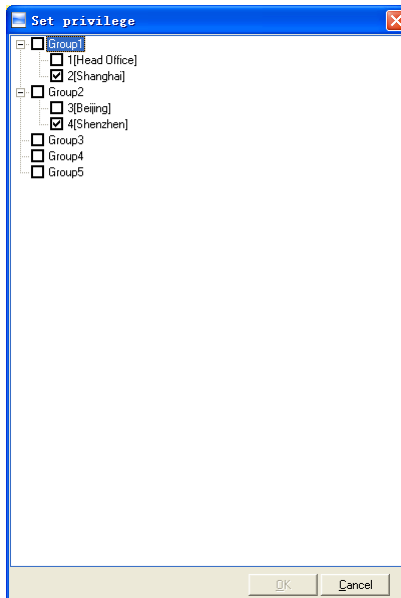 Set privilege
Group1
1[Head Office]
2[Shanghai]
Group2
3[Beijing]
4[Shenzhen]
Group3
Group4
Group5
OK Cancel